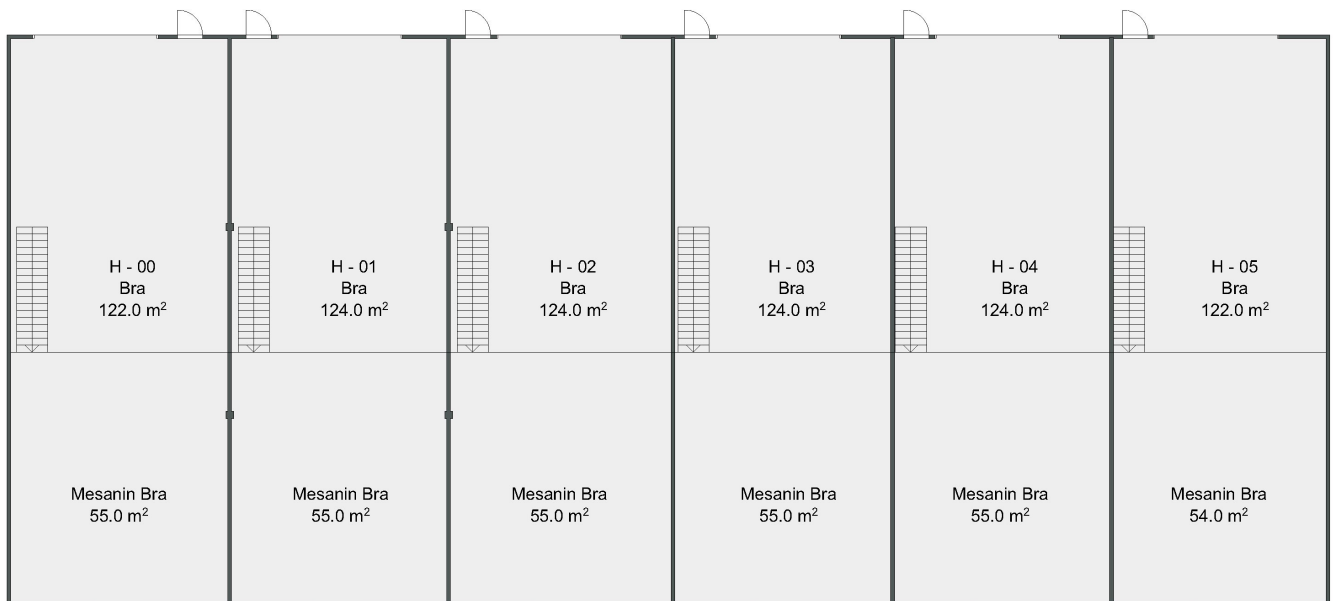 H - 00
Bra
122.0 m²
H - 01
Bra
124.0 m²
H - 02
Bra
124.0 m²
H - 03
Bra
124.0 m²
H - 04
Bra
124.0 m²
H - 05
Bra
122.0 m²
Mesanin Bra
55.0 m²
Mesanin Bra
55.0 m²
Mesanin Bra
55.0 m²
Mesanin Bra
55.0 m²
Mesanin Bra
55.0 m²
Mesanin Bra
54.0 m²